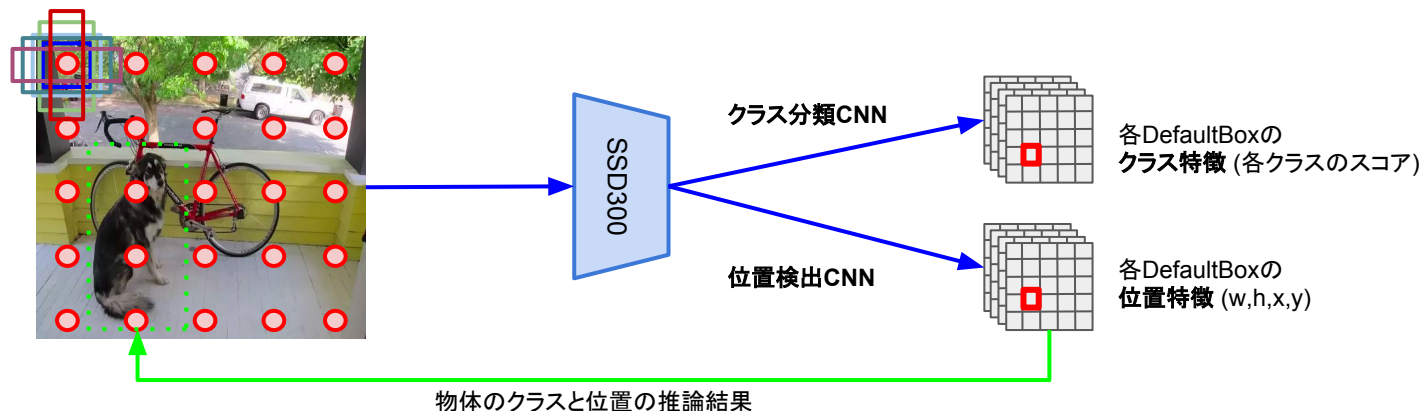 クラス分類CNN
各DefaultBoxの
クラス特徴 (各クラスのスコア)
SSD300
位置検出CNN
各DefaultBoxの
位置特徴 (w,h,x,y)
物体のクラスと位置の推論結果